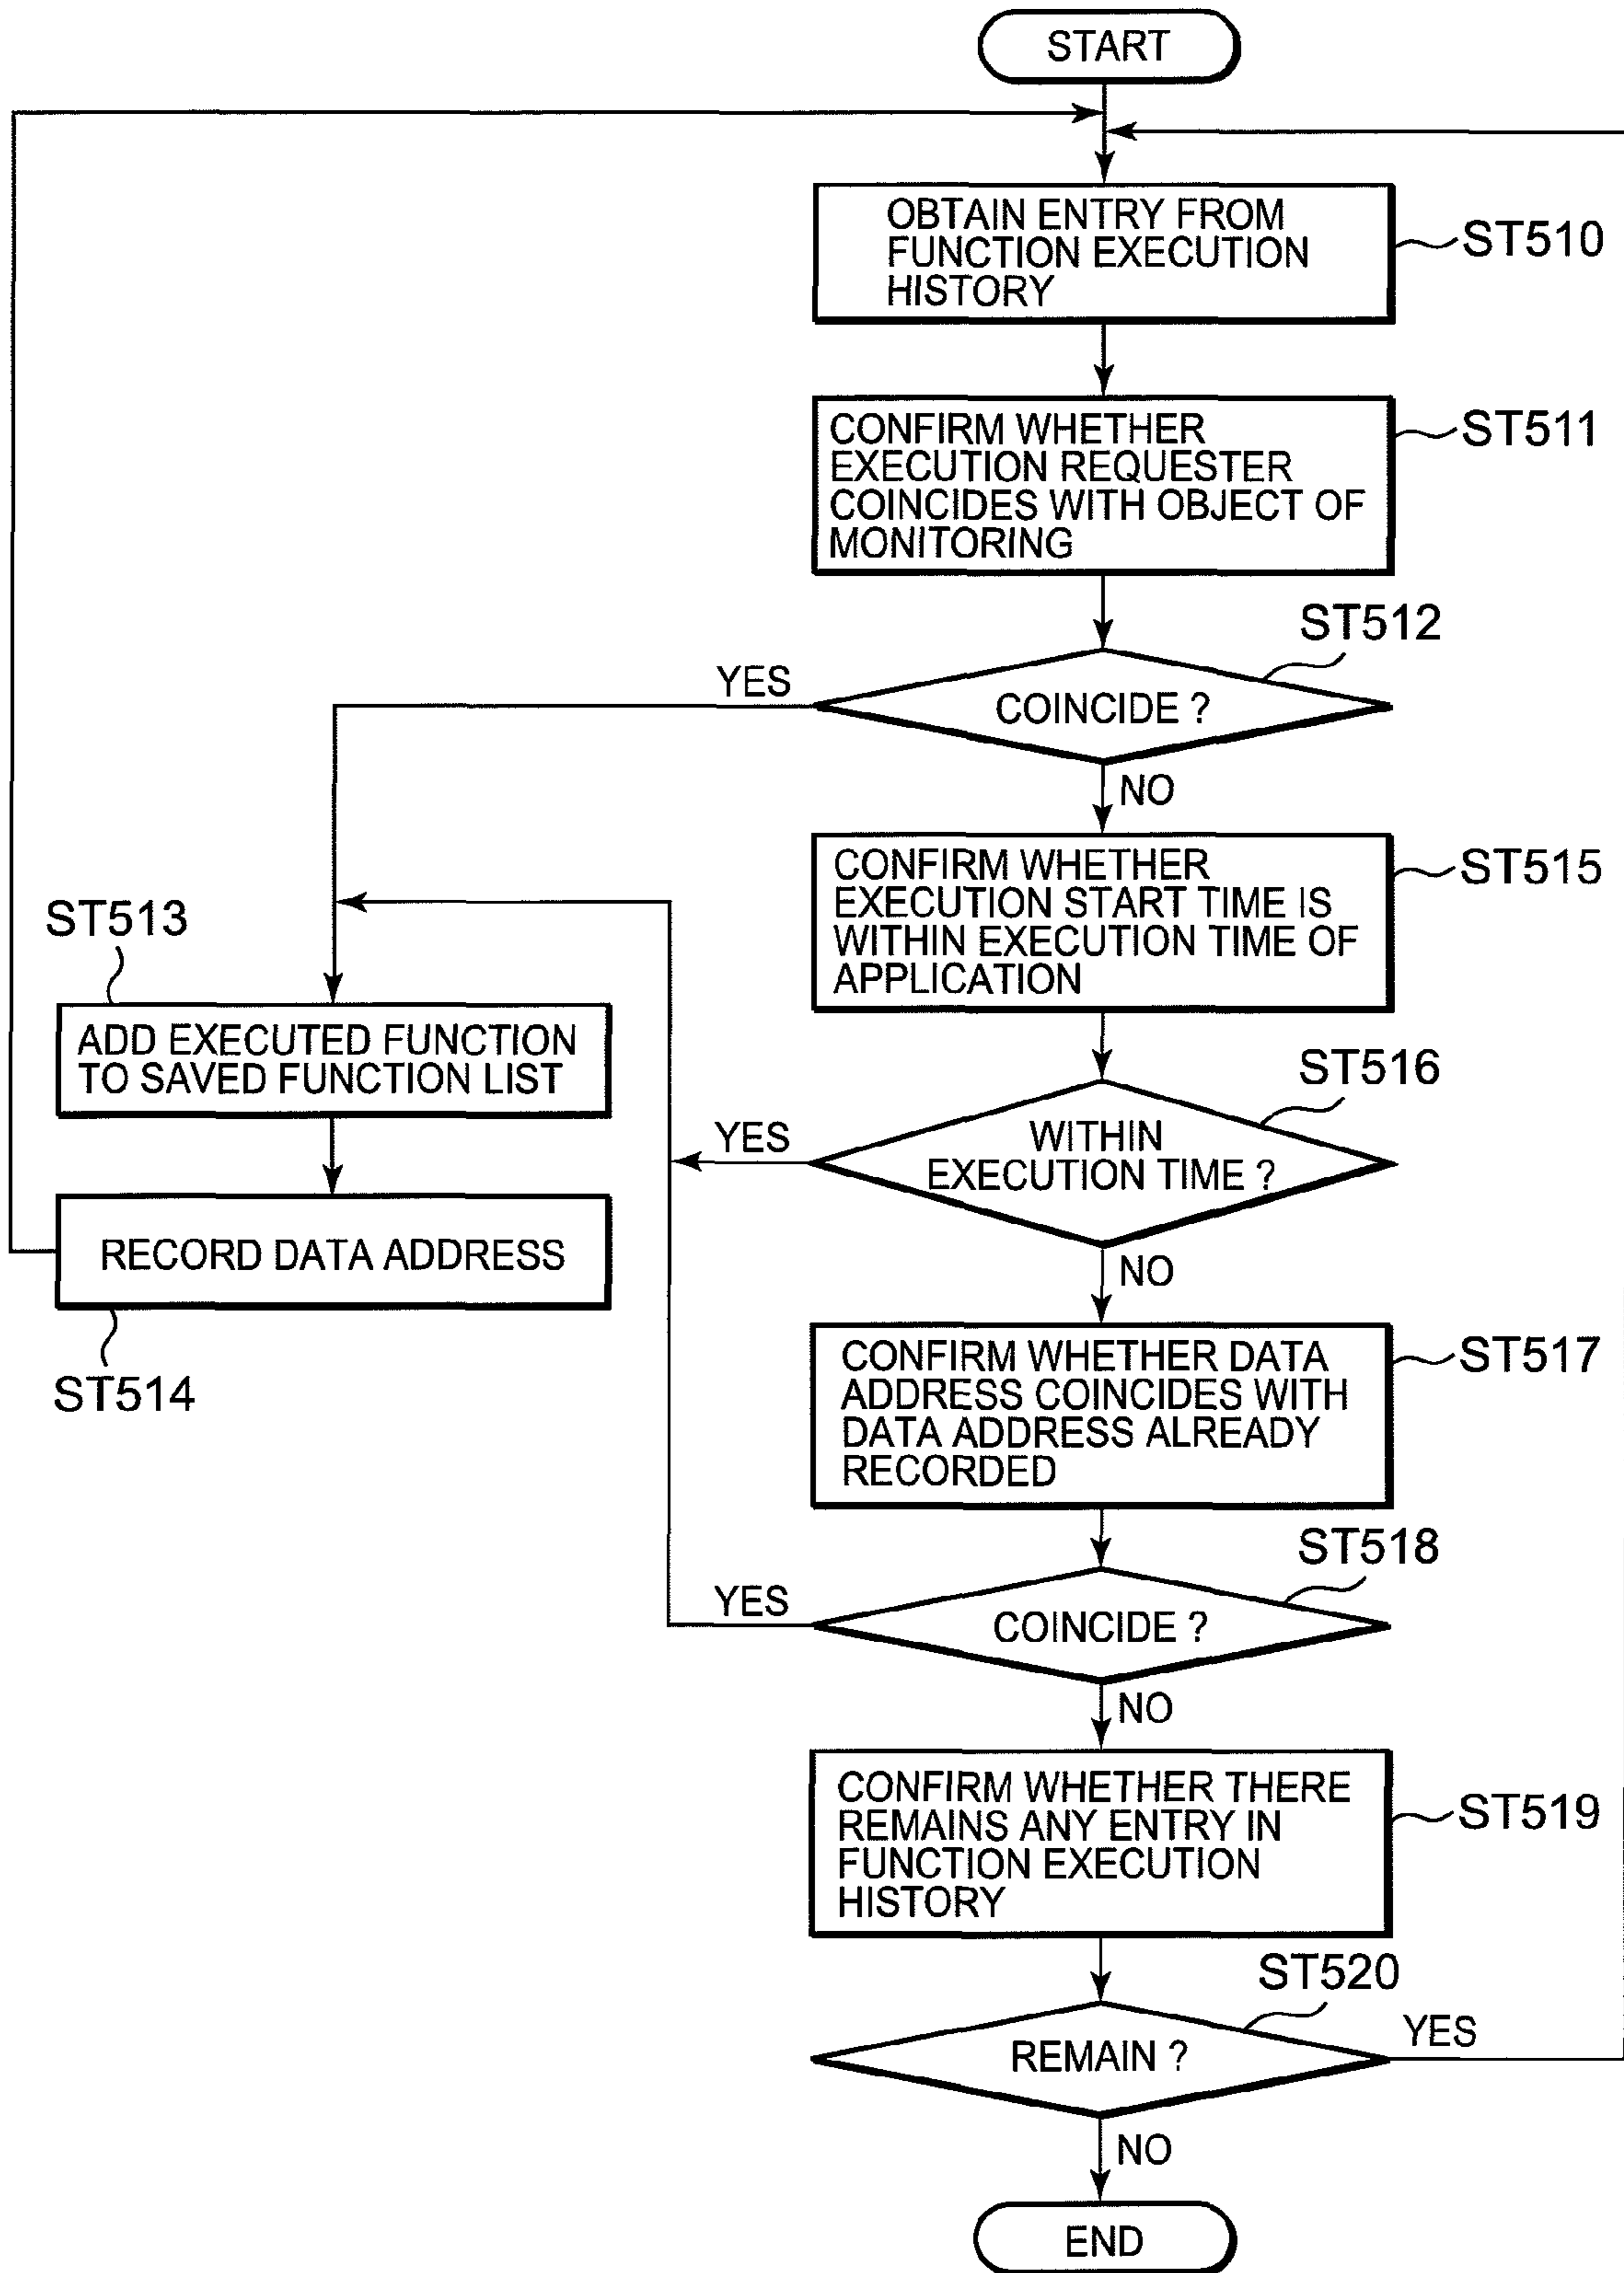 START
OBTAIN ENTRY FROM
FUNCTION EXECUTION
HISTORY
ST510
CONFIRM WHETHER
EXECUTION REQUESTER
COINCIDES WITH OBJECT OF
MONITORING
ST511
ST512
YES
COINCIDE ?
NO
CONFIRM WHETHER
EXECUTION START TIME IS
WITHIN EXECUTION TIME OF
APPLICATION
ST515
ST513
ADD EXECUTED FUNCTION
TO SAVED FUNCTION LIST
ST516
YES
WITHIN
EXECUTION TIME ?
RECORD DATA ADDRESS
NO
ST514
CONFIRM WHETHER DATA
ADDRESS COINCIDES WITH
DATA ADDRESS ALREADY
RECORDED
ST517
ST518
YES
COINCIDE ?
NO
CONFIRM WHETHER THERE
REMAINS ANY ENTRY IN
FUNCTION EXECUTION
HISTORY
ST519
ST520
REMAIN ?
YES
NO
END